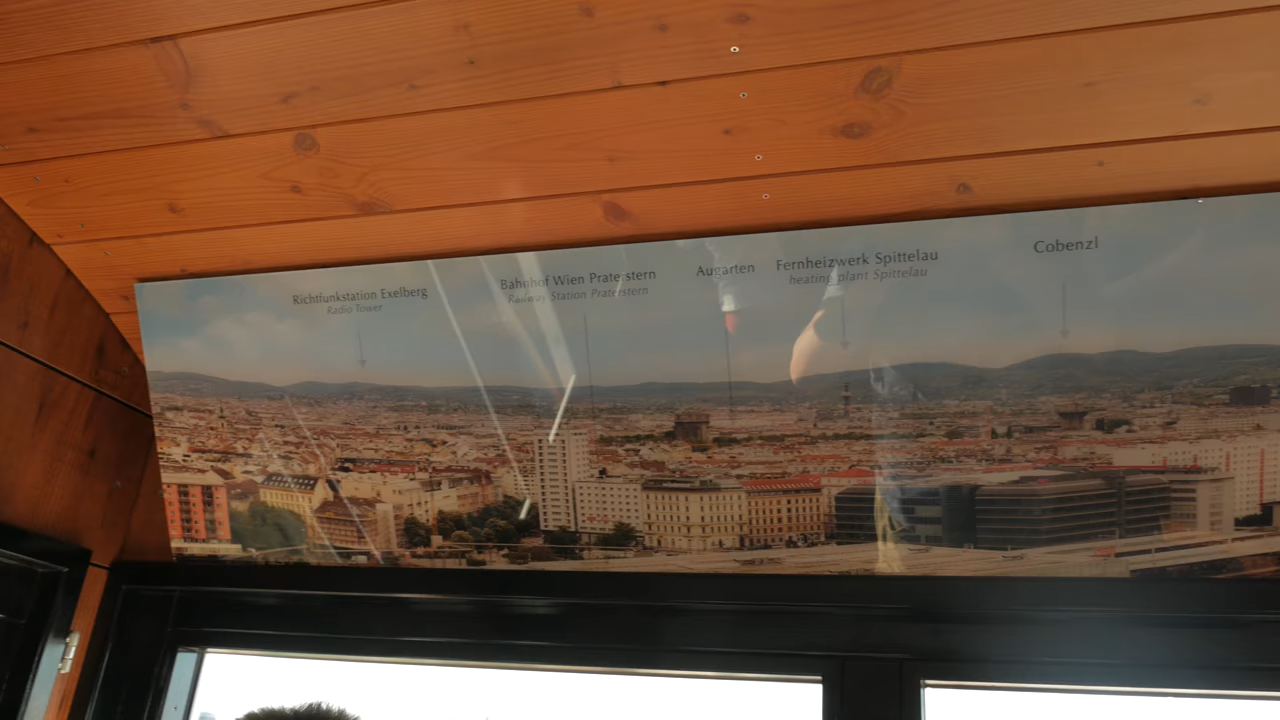 Richtfunkstation Exelberg
Radio Tower
Bahnhof Wien Praterstern
Railway Station Praterstern
Augarten
Fernheizwerk Spittelau
heating plant Spittelau
Cobenzl